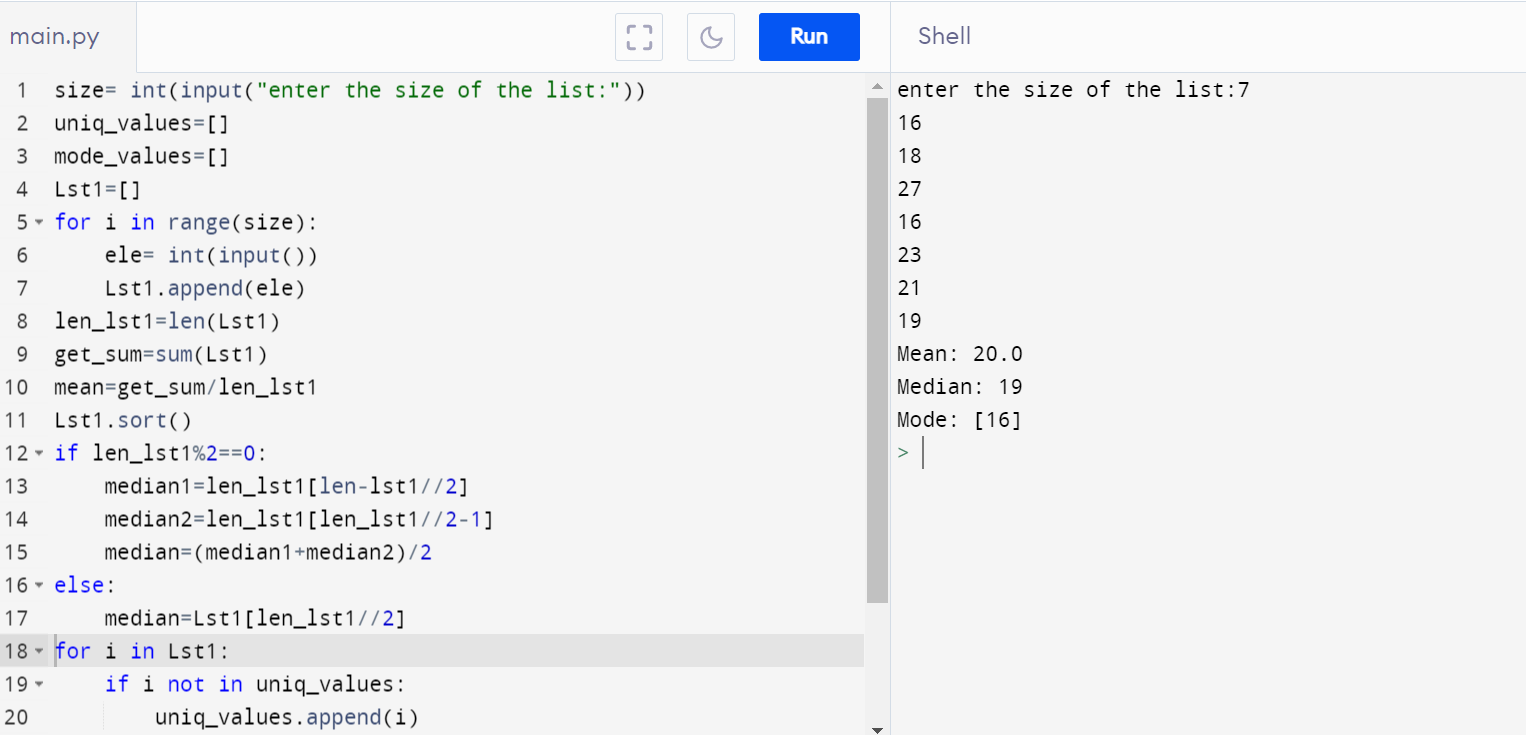 main.py
Run
Shell
1 size= int(input("enter the size of the list:"))
2 uniq_values=[]
3 mode_values=[]
4 Lst1=[]
5 for i in range(size):
6     ele= int(input())
7     Lst1.append(ele)
8 len_lst1=len(Lst1)
9 get_sum=sum(Lst1)
10 mean=get_sum/len_lst1
11 Lst1.sort()
12 if len_lst1%2==0:
13     median1=len_lst1[len-lst1//2]
14     median2=len_lst1[len_lst1//2-1]
15     median=(median1+median2)/2
16 else:
17     median=Lst1[len_lst1//2]
18 for i in Lst1:
19     if i not in uniq_values:
20         uniq_values.append(i)
enter the size of the list:7
16
18
27
16
23
21
19
Mean: 20.0
Median: 19
Mode: [16]
>